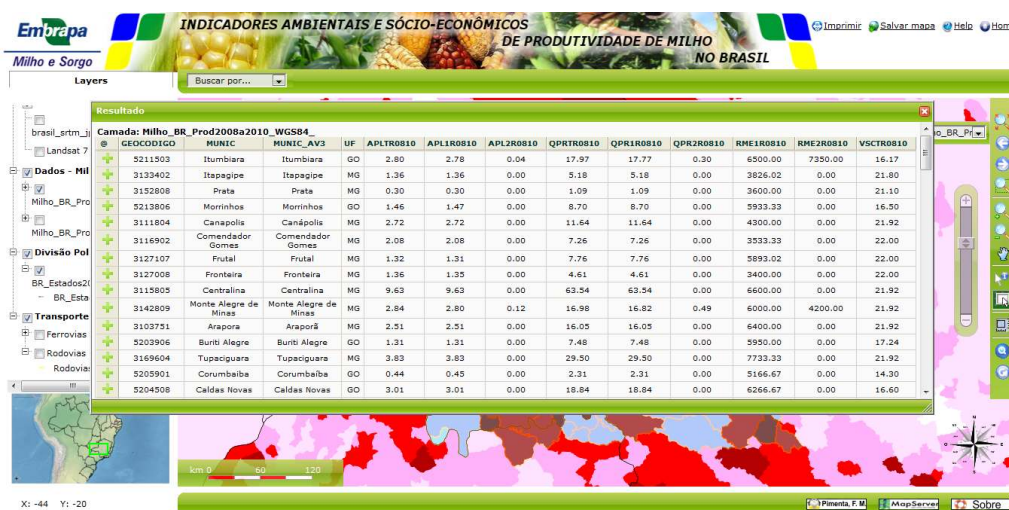 Embrapa
Milho e Sorgo
INDICADORES AMBIENTAIS E SÓCIO-ECONÔMICOS
DE PRODUTIVIDADE DE MILHO
NO BRASIL
Imprimir Salvar mapa Help Hom
Layers
Buscar por...
brasil_srtm_j
Landsat 7
Dados - Mil
Milho_BR_Pro
Milho_BR_Pro
Divisão Pol
BR_Estados20
BR_Esta
Transporte
Ferrovias
Rodovias
Rodovia
Resultado
Camada: Milho_BR_Prod2008a2010_WGS84_
@ GEOCODIGO MUNIC MUNIC_AV3 UF APLTR0810 APL1R0810 APL2R0810 QPRTR0810 QPR1R0810 QPR2R0810 RME1R0810 RME2R0810 VSCTR0810
5211503 Itumbiara Itumbiara GO 2.80 2.78 0.04 17.97 17.77 0.30 6500.00 7350.00 16.17
3133402 Itapagipe Itapagipe MG 1.36 1.36 0.00 5.18 5.18 0.00 3826.02 0.00 21.80
3152808 Prata Prata MG 0.30 0.30 0.00 1.09 1.09 0.00 3600.00 0.00 21.10
5213806 Morrinhos Morrinhos GO 1.46 1.47 0.00 8.70 8.70 0.00 5933.33 0.00 16.50
3111804 Canapolis Canápolis MG 2.72 2.72 0.00 11.64 11.64 0.00 4300.00 0.00 21.92
3116902 Comendador Gomes Comendador Gomes MG 2.08 2.08 0.00 7.26 7.26 0.00 3533.33 0.00 22.00
3127107 Frutal Frutal MG 1.32 1.31 0.00 7.76 7.76 0.00 5893.02 0.00 22.00
3127008 Fronteira Fronteira MG 1.36 1.35 0.00 4.61 4.61 0.00 3400.00 0.00 22.00
3115805 Centralina Centralina MG 9.63 9.63 0.00 63.54 63.54 0.00 6600.00 0.00 21.92
3142809 Monte Alegre de Minas Monte Alegre de Minas MG 2.84 2.80 0.12 16.98 16.82 0.49 6000.00 4200.00 21.92
3103751 Arapora Araporã MG 2.51 2.51 0.00 16.05 16.05 0.00 6400.00 0.00 21.92
5203906 Buriti Alegre Buriti Alegre GO 1.31 1.31 0.00 7.48 7.48 0.00 5950.00 0.00 17.24
3169604 Tupaciguara Tupaciguara MG 3.83 3.83 0.00 29.50 29.50 0.00 7733.33 0.00 21.92
5205901 Corumbaíba Corumbaíba GO 0.44 0.45 0.00 2.31 2.31 0.00 5166.67 0.00 14.30
5204508 Caldas Novas Caldas Novas GO 3.01 3.01 0.00 18.84 18.84 0.00 6266.67 0.00 16.60
km 0 60 120
X: -44 Y: -20
Pimenta, F. M. MapServer Sobre